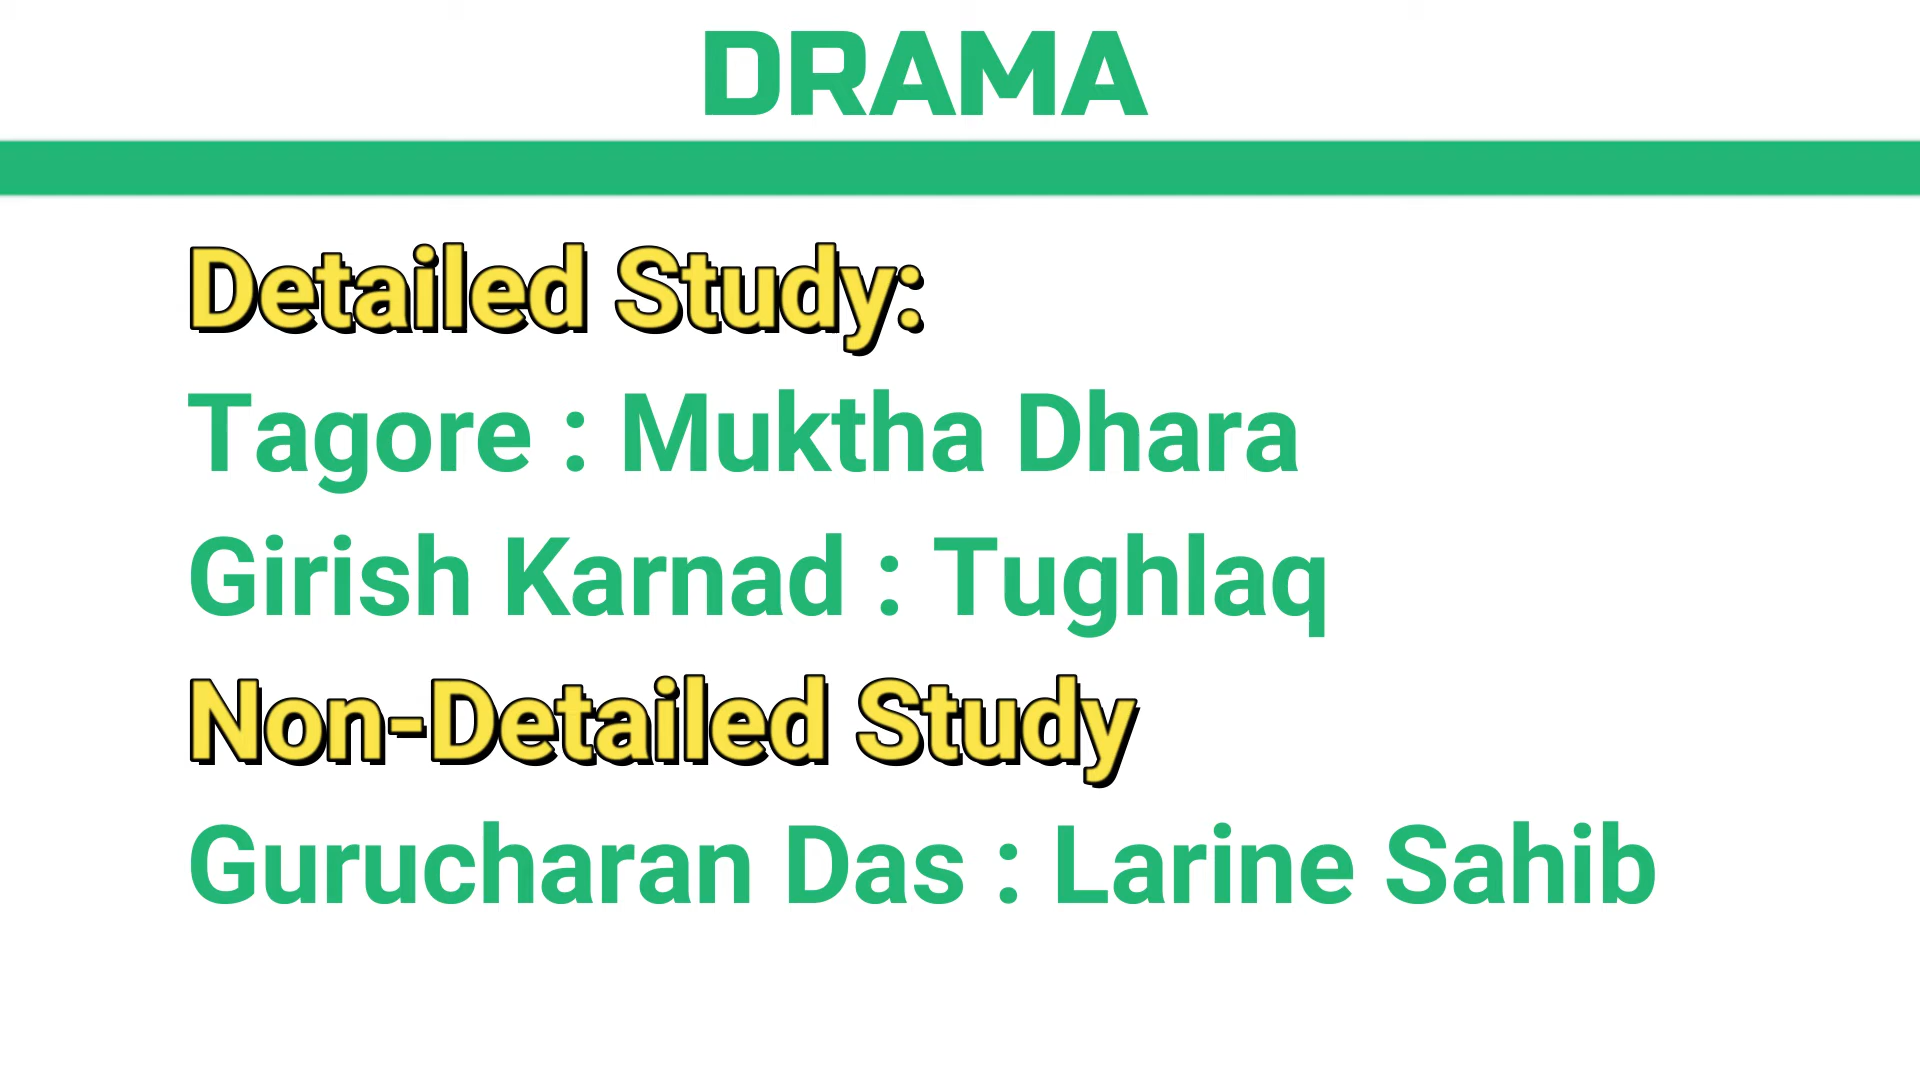 DRAMA
Detailed Study:
Tagore : Muktha Dhara
Girish Karnad : Tughlaq
Non-Detailed Study
Gurucharan Das : Larine Sahib